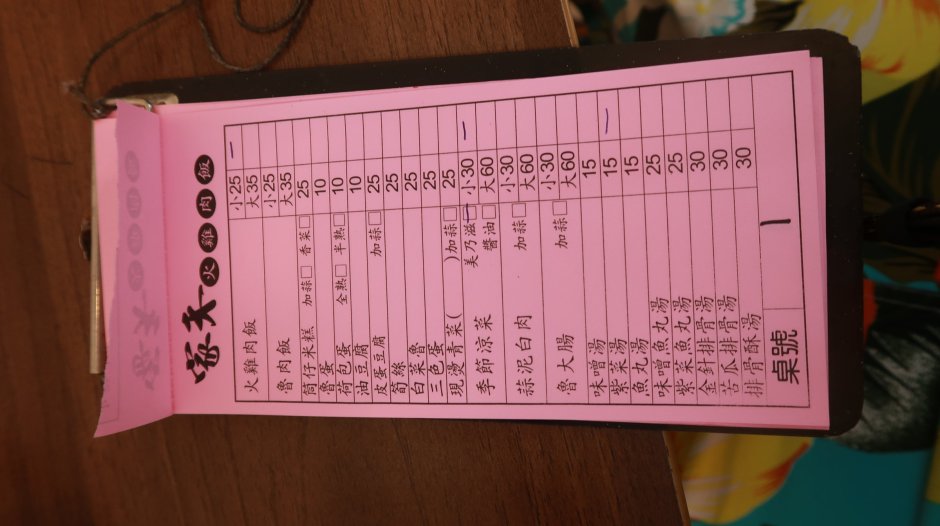 火雞肉飯
火雞肉飯 小25 一
大35
魯肉飯 小25
大35
筒仔米糕 加蒜□ 香菜□ 25
魯蛋 10
荷包蛋 全熟□ 半熟□ 10
油豆腐 10
皮蛋豆腐 加蒜□ 25
筍絲 25
白菜魯 25
三色蛋 25
現燙青菜( )加蒜□ 25
季節涼菜 美乃滋□ 小30 一
醬油□ 大60
蒜泥白肉 加蒜□ 小30
大60
魯大腸 加蒜□ 小30
大60
味噌湯 15
紫菜湯 15 一
魚丸湯 15
味噌魚丸湯 25
紫菜魚丸湯 25
金針排骨湯 30
苦瓜排骨湯 30
排骨酥湯 30
桌號 1